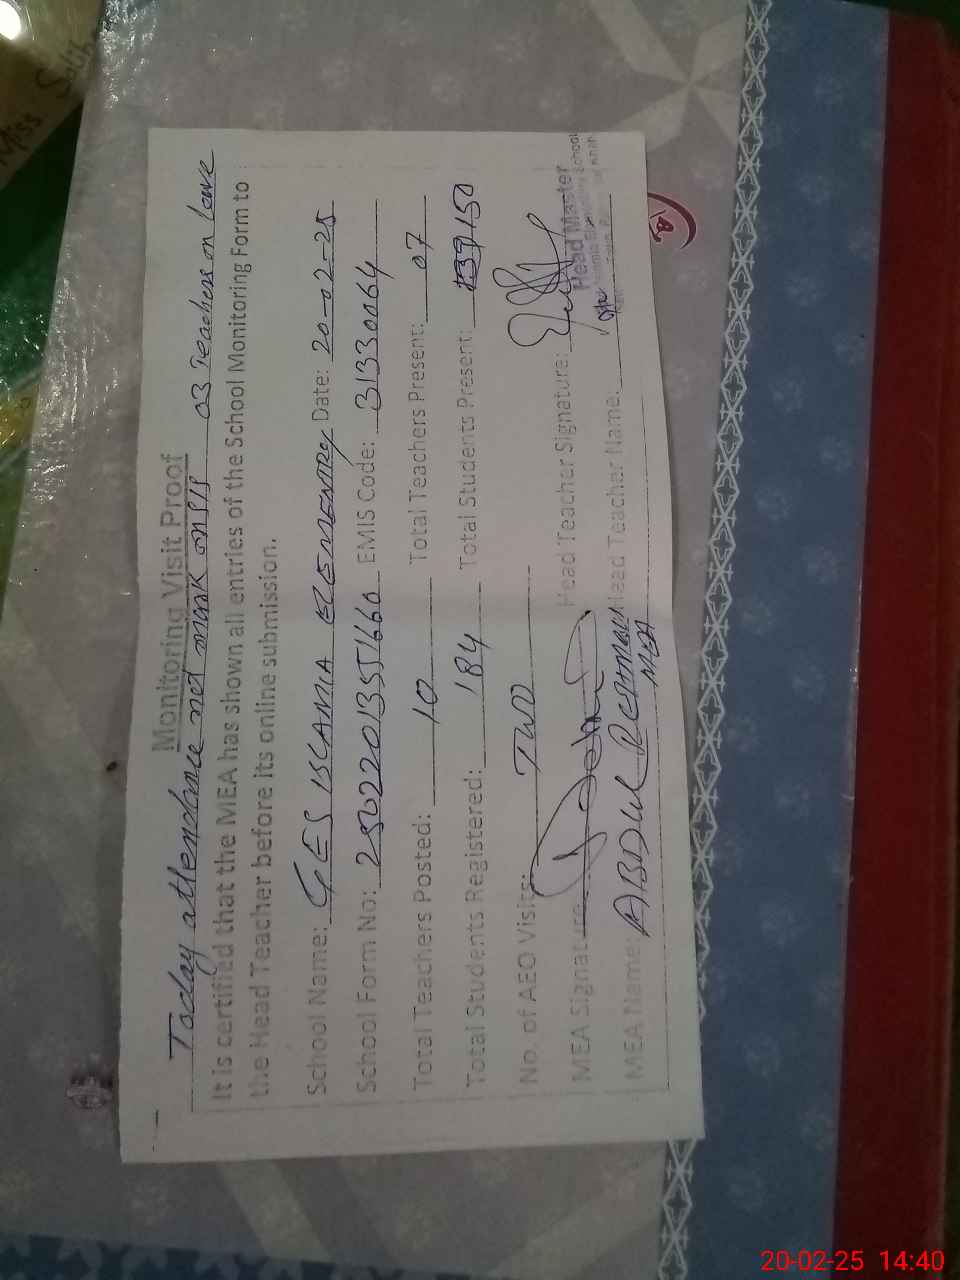 Miss
Monitoring Visit Proof
Today attendance not mark on SIS 03 Teachers on leave
It is certified that the MEA has shown all entries of the School Monitoring Form to
the Head Teacher before its online submission.
School Name: GES ISLAMIA ELEMENTRY Date: 20-02-25
School Form No: 25022013551660 EMIS Code: 31330064
Total Teachers Posted: 10 Total Teachers Present: 07
Total Students Registered: 184 Total Students Present: 150
No. of AEO Visits: TWO
MEA Signature: Head Teacher Signature:
MEA Name: ABDUL REHMAN Head Teacher Name:
MEA
Head Master
20-02-25 14:40